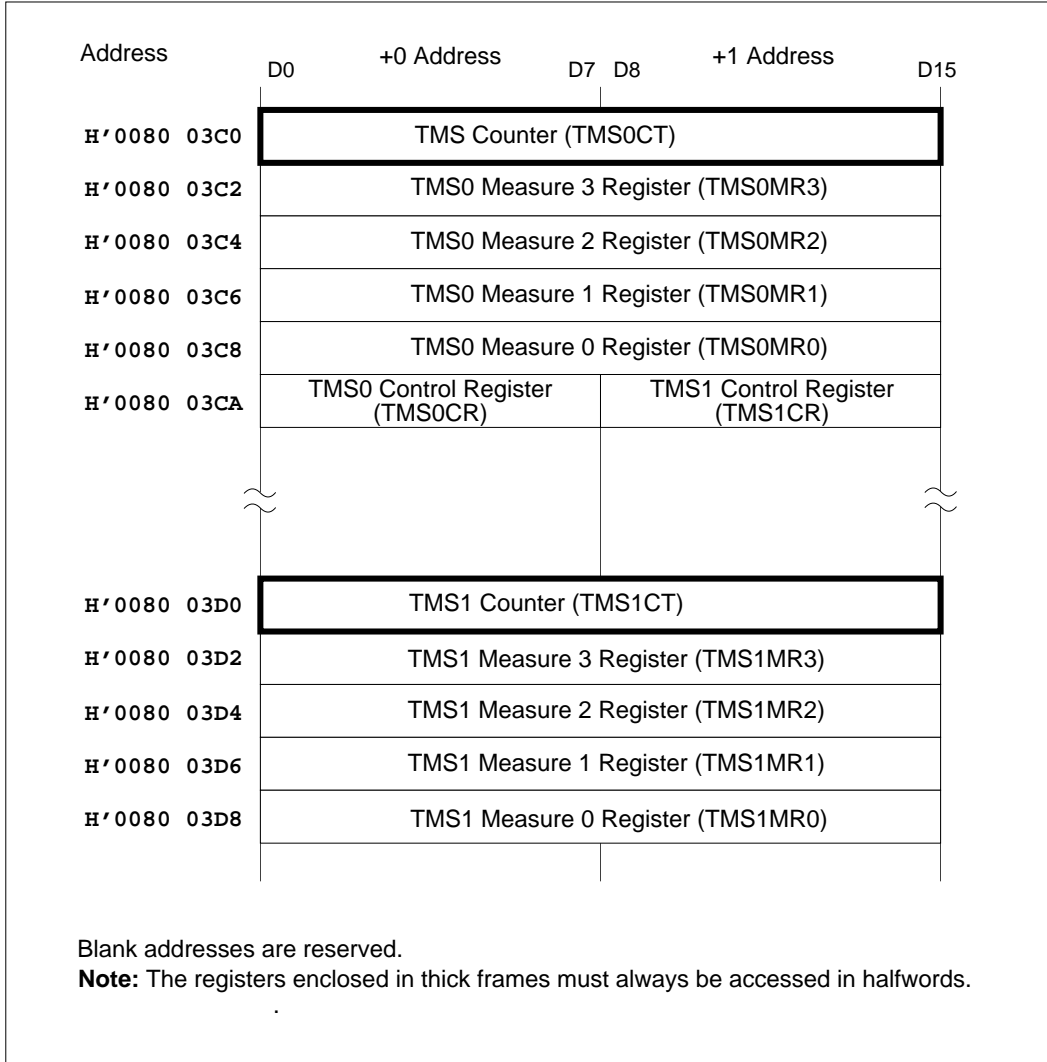 Address
+0 Address
+1 Address
D0
D7
D8
D15
H'0080 03C0
TMS Counter (TMS0CT)
H'0080 03C2
TMS0 Measure 3 Register (TMS0MR3)
H'0080 03C4
TMS0 Measure 2 Register (TMS0MR2)
H'0080 03C6
TMS0 Measure 1 Register (TMS0MR1)
H'0080 03C8
TMS0 Measure 0 Register (TMS0MR0)
H'0080 03CA
TMS0 Control Register
(TMS0CR)
TMS1 Control Register
(TMS1CR)
H'0080 03D0
TMS1 Counter (TMS1CT)
H'0080 03D2
TMS1 Measure 3 Register (TMS1MR3)
H'0080 03D4
TMS1 Measure 2 Register (TMS1MR2)
H'0080 03D6
TMS1 Measure 1 Register (TMS1MR1)
H'0080 03D8
TMS1 Measure 0 Register (TMS1MR0)
Blank addresses are reserved.
Note: The registers enclosed in thick frames must always be accessed in halfwords.
.